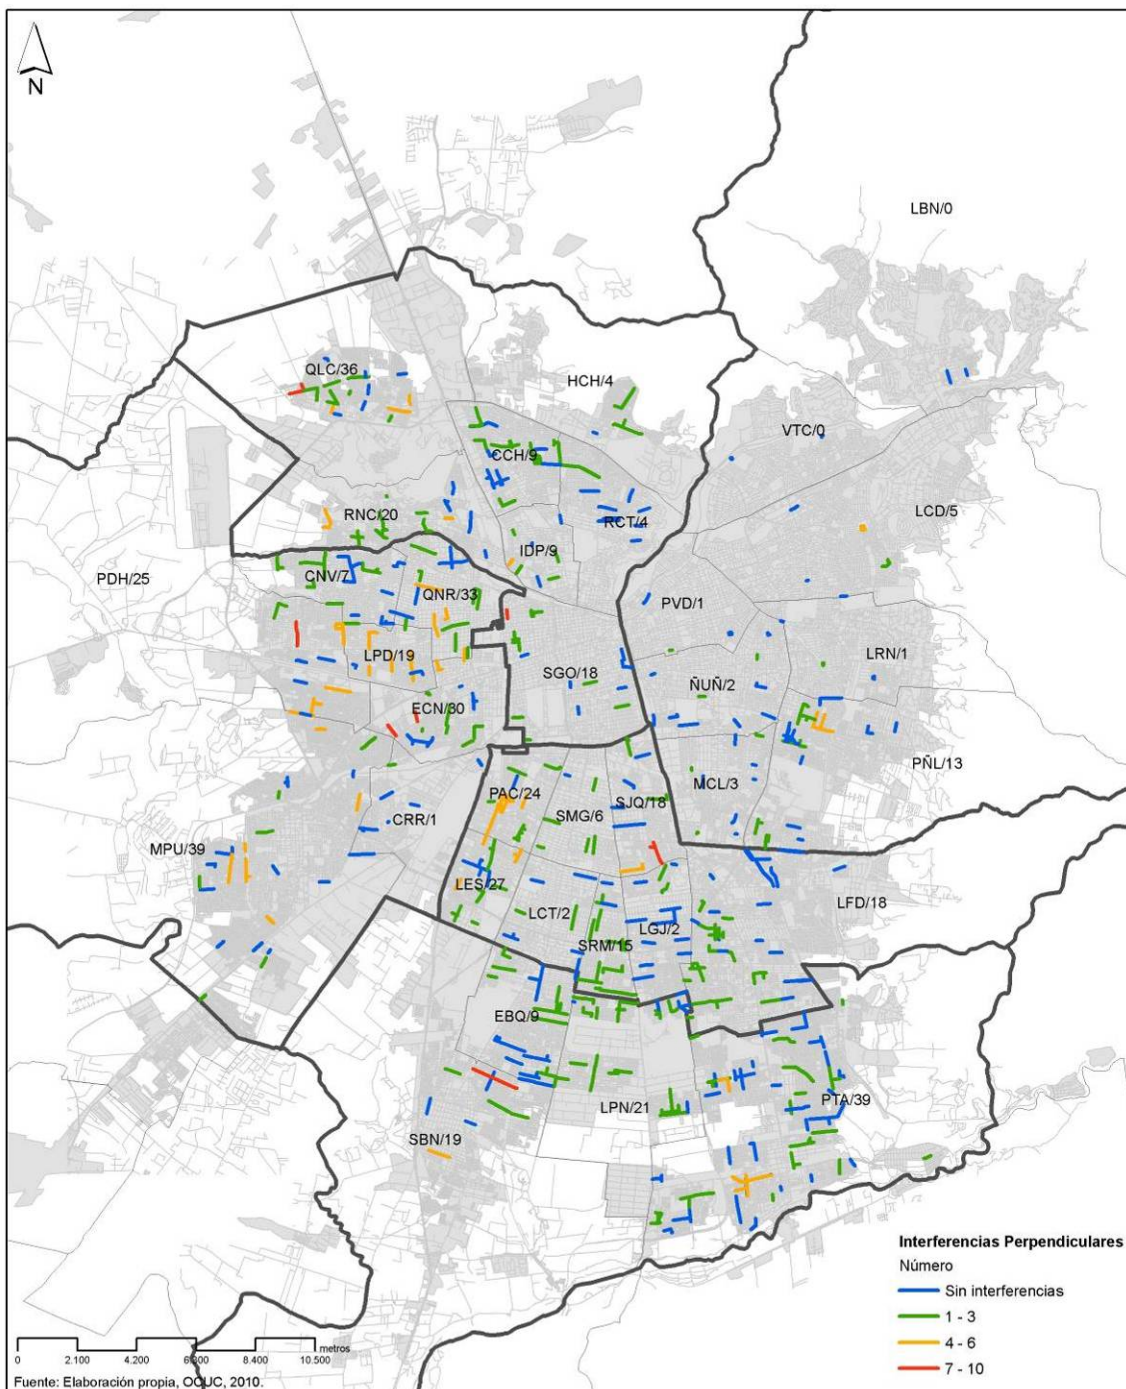 N
LBN/0
QLC/36
HCH/4
VTC/0
CCH/9
LCD/5
RNC/20
RCT/4
IDP/9
PDH/25
CNV/7
QNR/33
PVD/1
LPD/19
LRN/1
SGO/18
ÑUÑ/2
ECN/30
PÑL/13
MCL/3
PAC/24
SJQ/18
SMG/6
CRR/1
MPU/39
LES/27
LFD/18
LCT/2
LGJ/2
SRM/15
EBQ/9
PTA/39
LPN/21
SBN/19
Interferencias Perpendiculares
Número
Sin interferencias
1 - 3
4 - 6
7 - 10
metros
0 2.100 4.200 6.300 8.400 10.500
Fuente: Elaboración propia, OCUC, 2010.